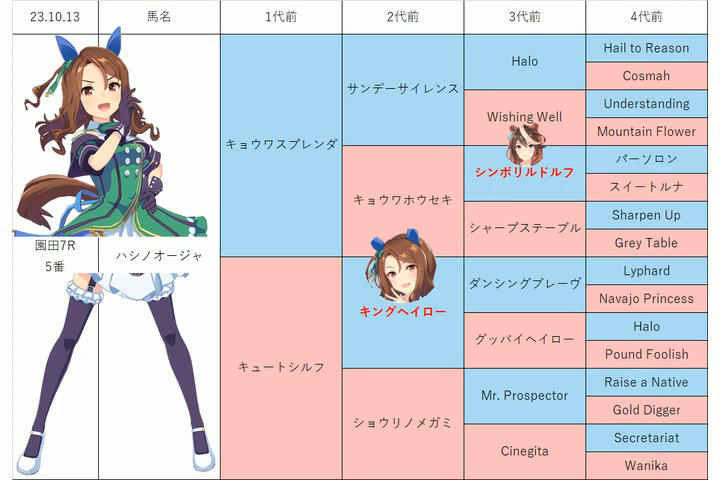 23.10.13
馬名
1代前
2代前
3代前
4代前
園田7R
5番
ハシノオージャ
キョウワスプレンダ
キュートシルフ
サンデーサイレンス
キョウワホウセキ
キングヘイロー
ショウリノメガミ
Halo
Wishing Well
シンボリルドルフ
シャープステーブル
ダンシングブレーヴ
グッバイヘイロー
Mr. Prospector
Cinegita
Hail to Reason
Cosmah
Understanding
Mountain Flower
パーソロン
スイートルナ
Sharpen Up
Grey Table
Lyphard
Navajo Princess
Halo
Pound Foolish
Raise a Native
Gold Digger
Secretariat
Wanika